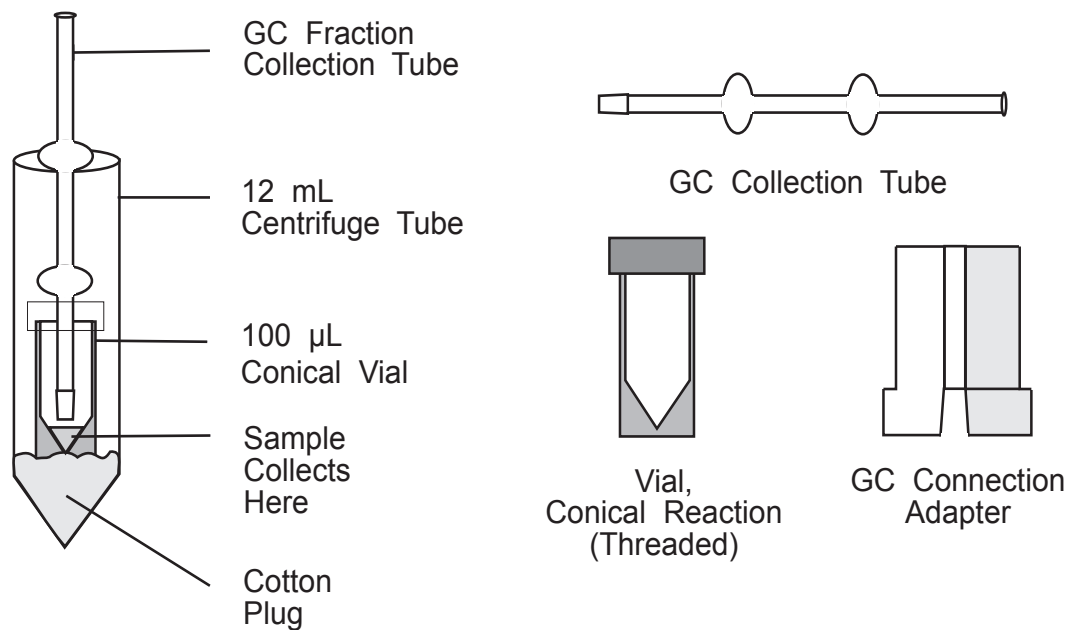 GC Fraction
Collection Tube
12 mL
Centrifuge Tube
100 µL
Conical Vial
Sample
Collects
Here
Cotton
Plug
GC Collection Tube
Vial,
Conical Reaction
(Threaded)
GC Connection
Adapter